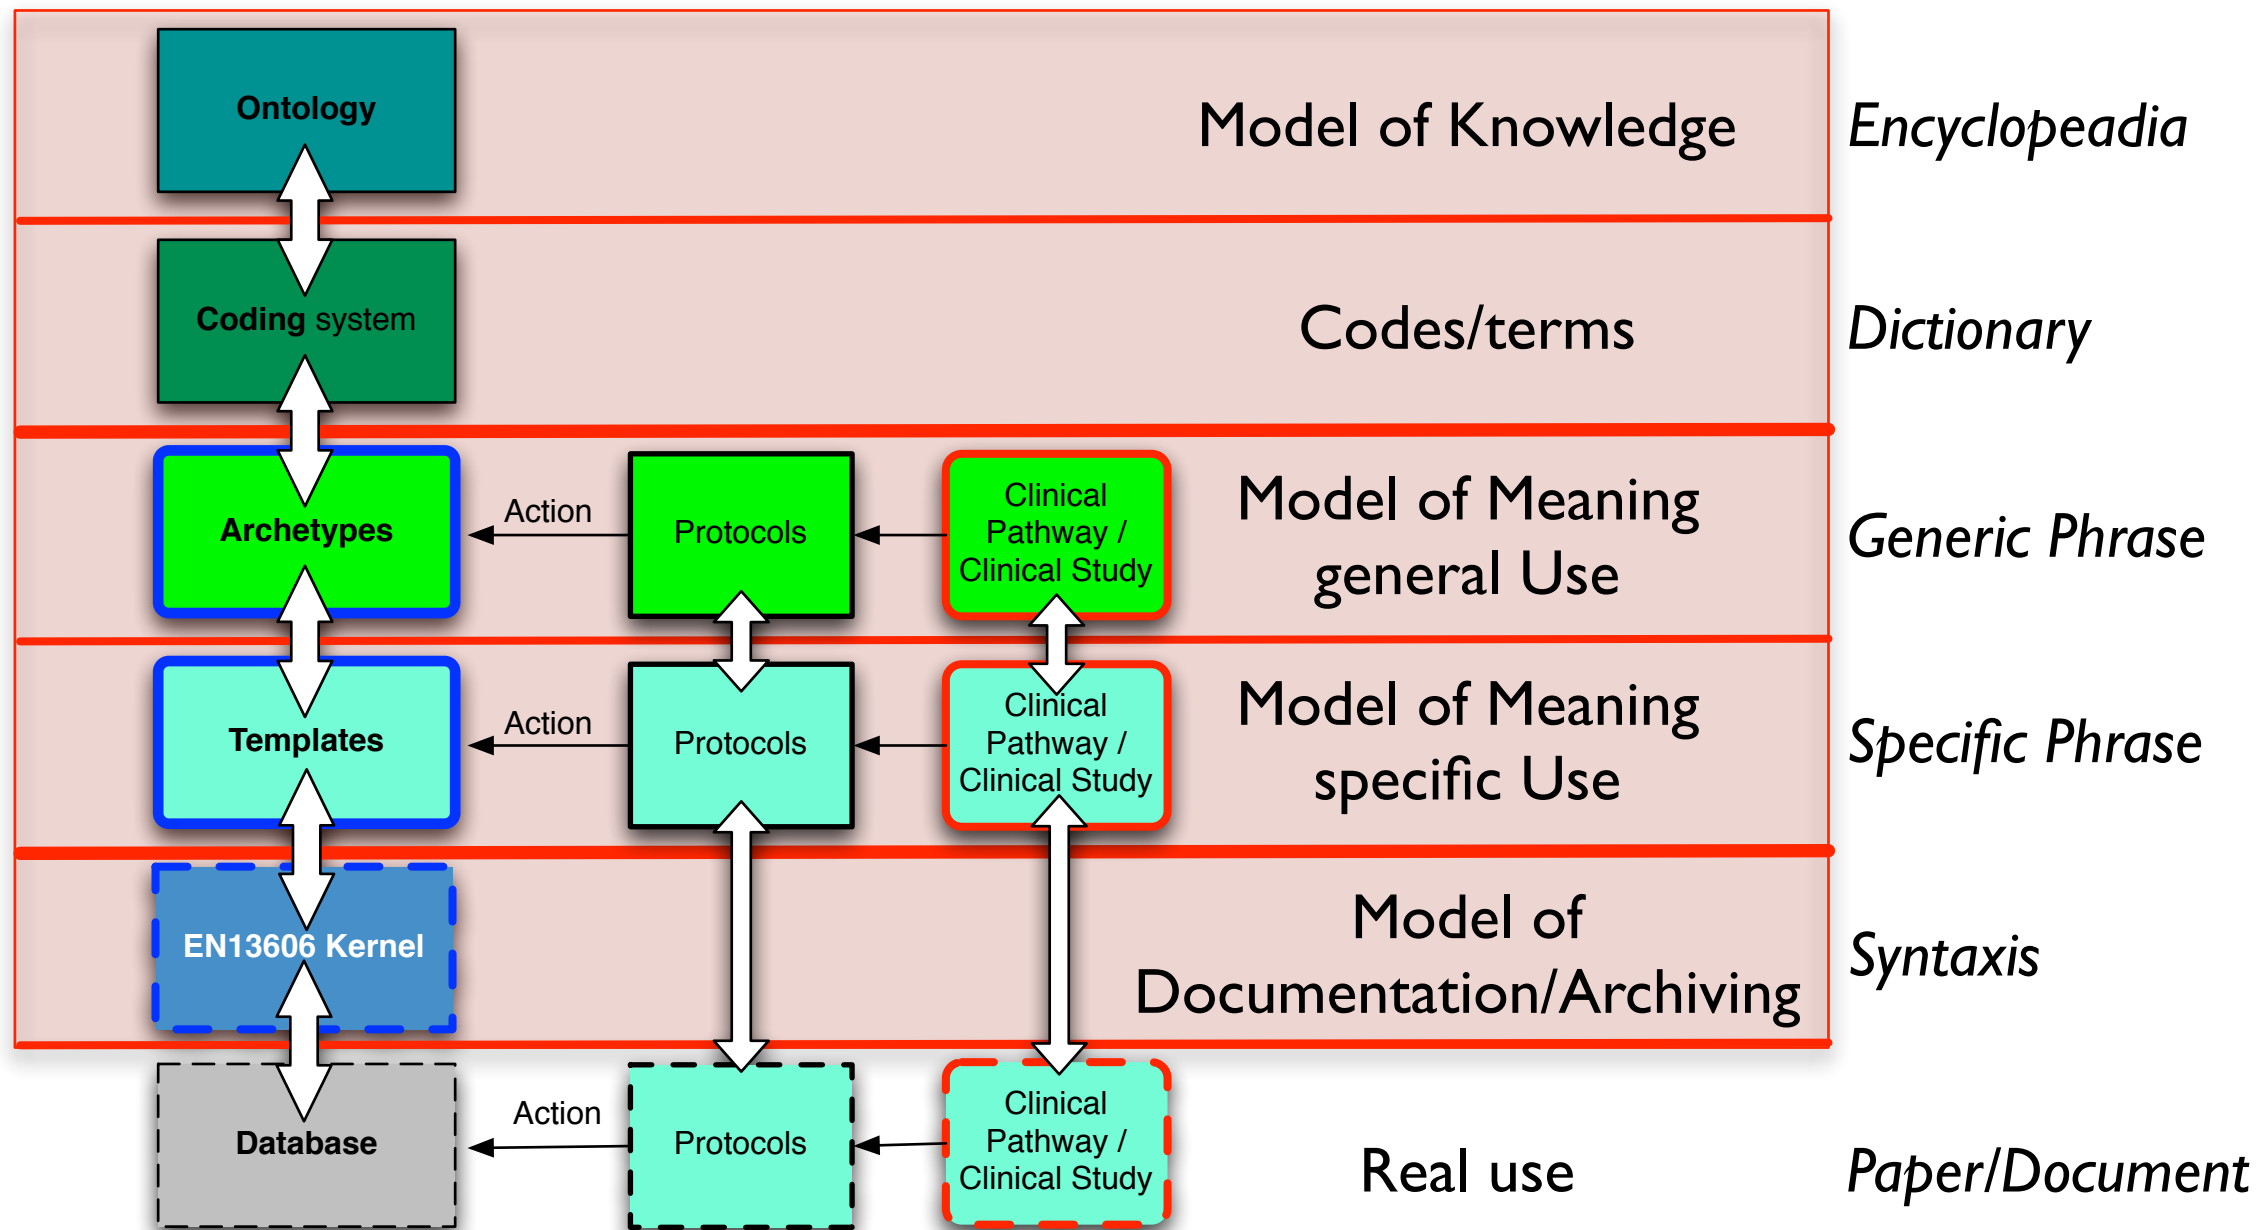 Ontology
Model of Knowledge
Encyclopeadia
Coding system
Codes/terms
Dictionary
Archetypes
Action
Protocols
Clinical
Pathway /
Clinical Study
Model of Meaning
general Use
Generic Phrase
Templates
Action
Protocols
Clinical
Pathway /
Clinical Study
Model of Meaning
specific Use
Specific Phrase
EN13606 Kernel
Model of
Documentation/Archiving
Syntaxis
Database
Action
Protocols
Clinical
Pathway /
Clinical Study
Real use
Paper/Document